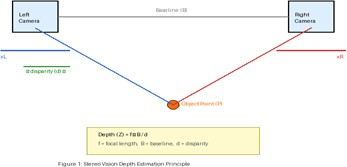 Left
Camera
Right
Camera
Baseline (B)
xL
xR
disparity (d)
Object Point (P)
Depth (Z) = f B / d
f = focal length, B = baseline, d = disparity
Figure 1: Stereo Vision Depth Estimation Principle